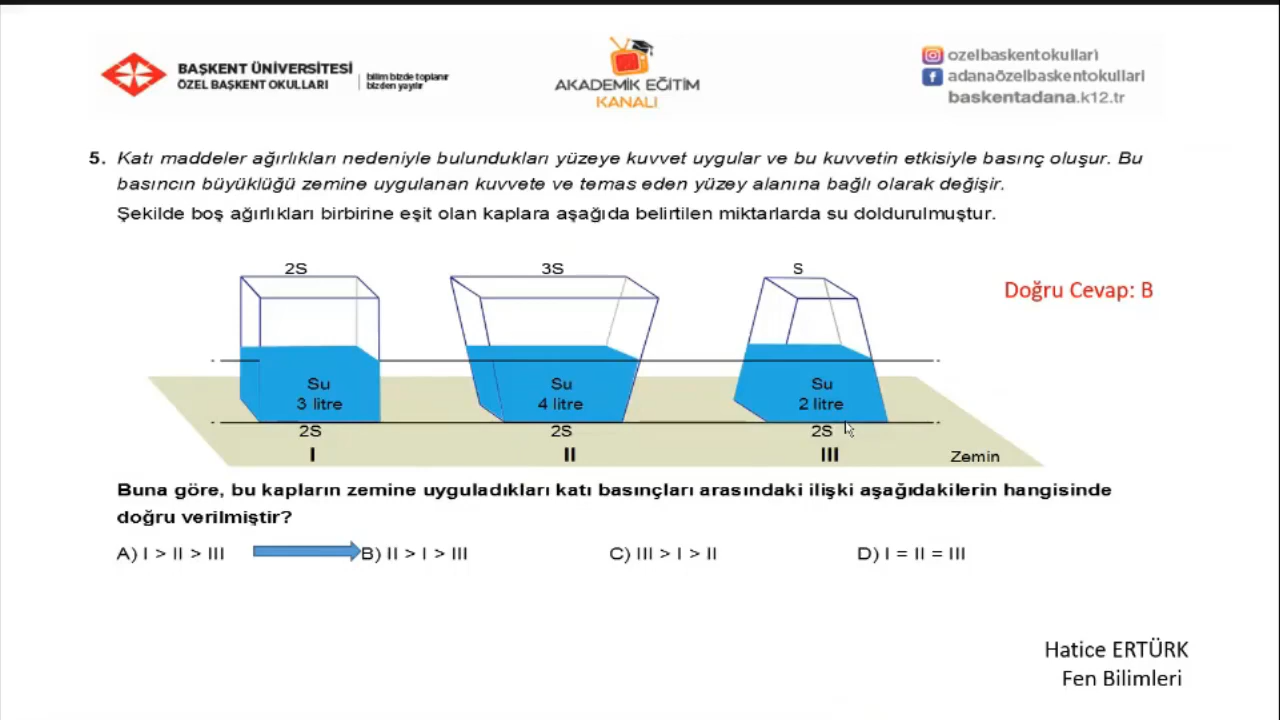 BAŞKENT ÜNİVERSİTESİ
ÖZEL BAŞKENT OKULLARI
bilim bizde toplanır
bizden yayılır
AKADEMİK EĞİTİM
KANALI
ozelbaskentokullari
adanaözelbaskentokullari
baskentadana.k12.tr
5. Katı maddeler ağırlıkları nedeniyle bulundukları yüzeye kuvvet uygular ve bu kuvvetin etkisiyle basınç oluşur. Bu
basıncın büyüklüğü zemine uygulanan kuvvete ve temas eden yüzey alanına bağlı olarak değişir.
Şekilde boş ağırlıkları birbirine eşit olan kaplara aşağıda belirtilen miktarlarda su doldurulmuştur.
2S 3S S
Doğru Cevap: B
Su Su Su
3 litre 4 litre 2 litre
2S 2S 2S
I II III Zemin
Buna göre, bu kapların zemine uyguladıkları katı basınçları arasındaki ilişki aşağıdakilerin hangisinde
doğru verilmiştir?
A) I > II > III B) II > I > III C) III > I > II D) I = II = III
Hatice ERTÜRK
Fen Bilimleri